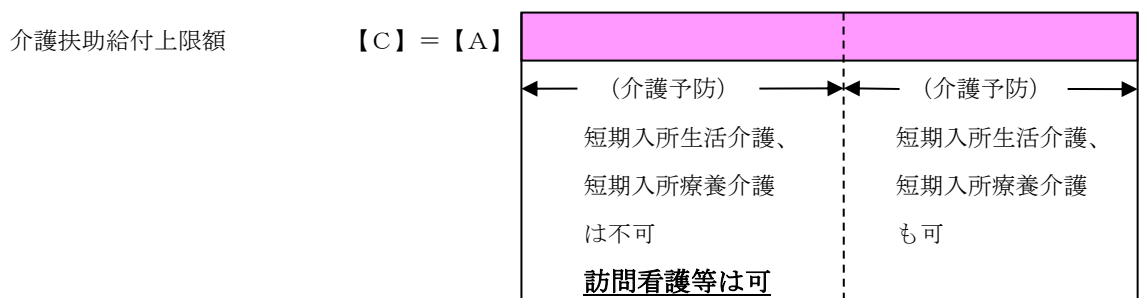 介護扶助給付上限額　【C】＝【A】
（介護予防）　（介護予防）
短期入所生活介護、　短期入所生活介護、
短期入所療養介護　短期入所療養介護
は不可　も可
訪問看護等は可